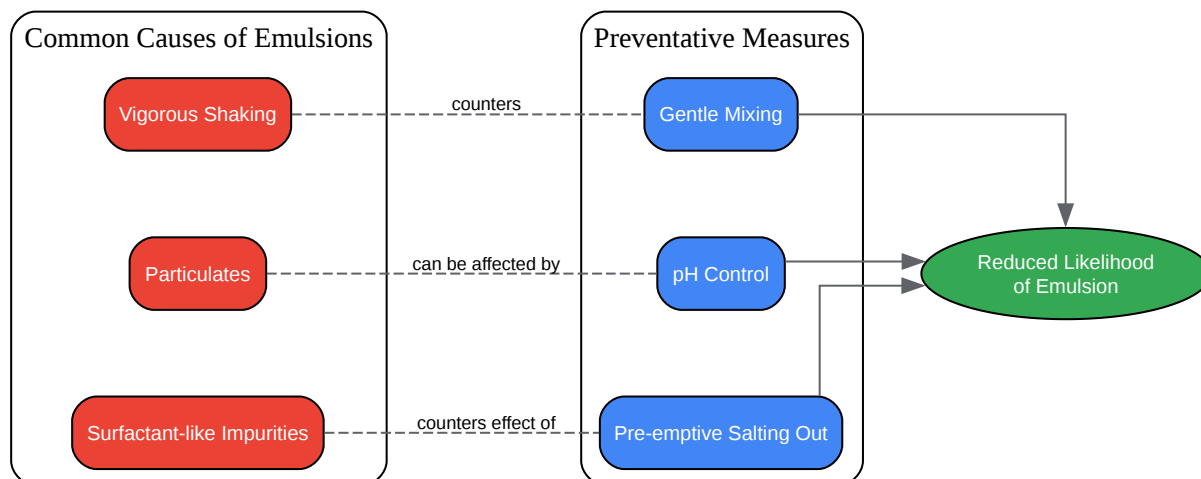 Common Causes of Emulsions
Preventative Measures
Vigorous Shaking
counters
Gentle Mixing
Particulates
can be affected by
pH Control
Reduced Likelihood
of Emulsion
Surfactant-like Impurities
counters effect of
Pre-emptive Salting Out